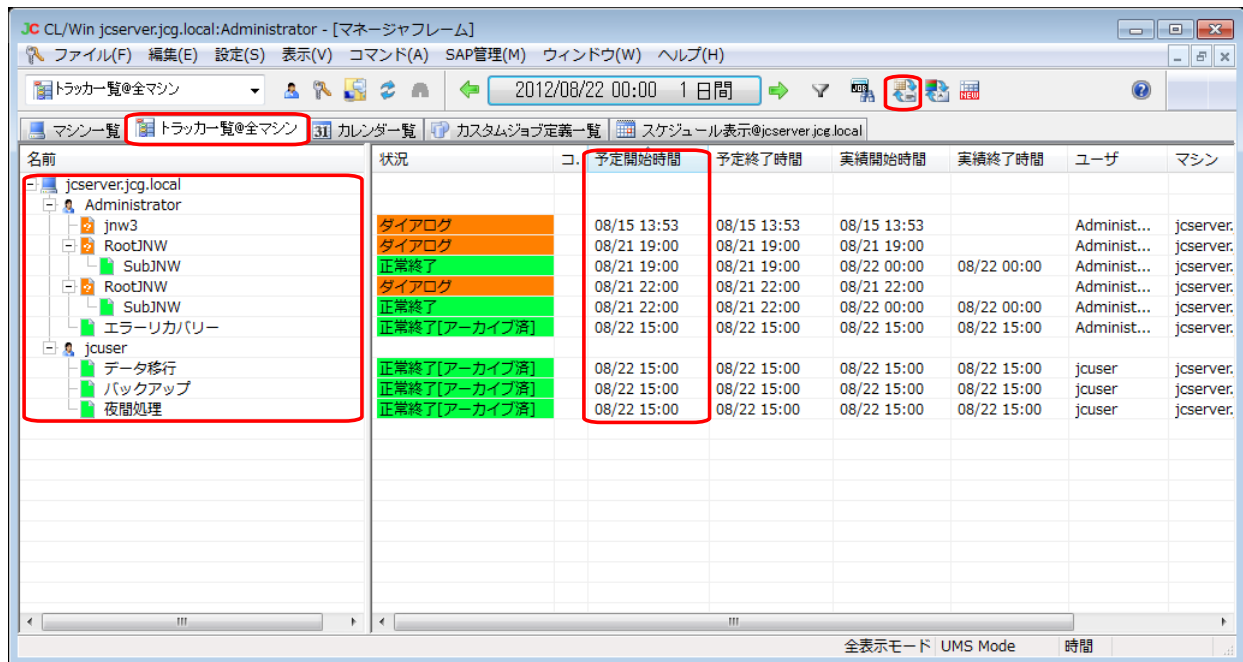 JC CL/Win jcserver.jcg.local:Administrator - [マネージャフレーム]
ファイル(F) 編集(E) 設定(S) 表示(V) コマンド(A) SAP管理(M) ウィンドウ(W) ヘルプ(H)
トラッカ一覧@全マシン 2012/08/22 00:00 1 日間 NEW
マシン一覧 トラッカ一覧@全マシン 31 カレンダ一覧 カスタムジョブ定義一覧 スケジュール表示@jcserver.jcg.local
名前 状況 コ. 予定開始時間 予定終了時間 実績開始時間 実績終了時間 ユーザ マシン
jcserver.jcg.local
Administrator
jnw3 ダイアログ 08/15 13:53 08/15 13:53 08/15 13:53 Administ... jcserver.
RootJNW ダイアログ 08/21 19:00 08/21 19:00 08/21 19:00 Administ... jcserver.
SubJNW 正常終了 08/21 19:00 08/21 19:00 08/22 00:00 08/22 00:00 Administ... jcserver.
RootJNW ダイアログ 08/21 22:00 08/21 22:00 08/21 22:00 Administ... jcserver.
SubJNW 正常終了 08/21 22:00 08/21 22:00 08/22 00:00 08/22 00:00 Administ... jcserver.
エラーリカバリー 正常終了[アーカイブ済] 08/22 15:00 08/22 15:00 08/22 15:00 08/22 15:00 Administ... jcserver.
jcuser
データ移行 正常終了[アーカイブ済] 08/22 15:00 08/22 15:00 08/22 15:00 08/22 15:00 jcuser jcserver.
バックアップ 正常終了[アーカイブ済] 08/22 15:00 08/22 15:00 08/22 15:00 08/22 15:00 jcuser jcserver.
夜間処理 正常終了[アーカイブ済] 08/22 15:00 08/22 15:00 08/22 15:00 08/22 15:00 jcuser jcserver.
全表示モード UMS Mode 時間